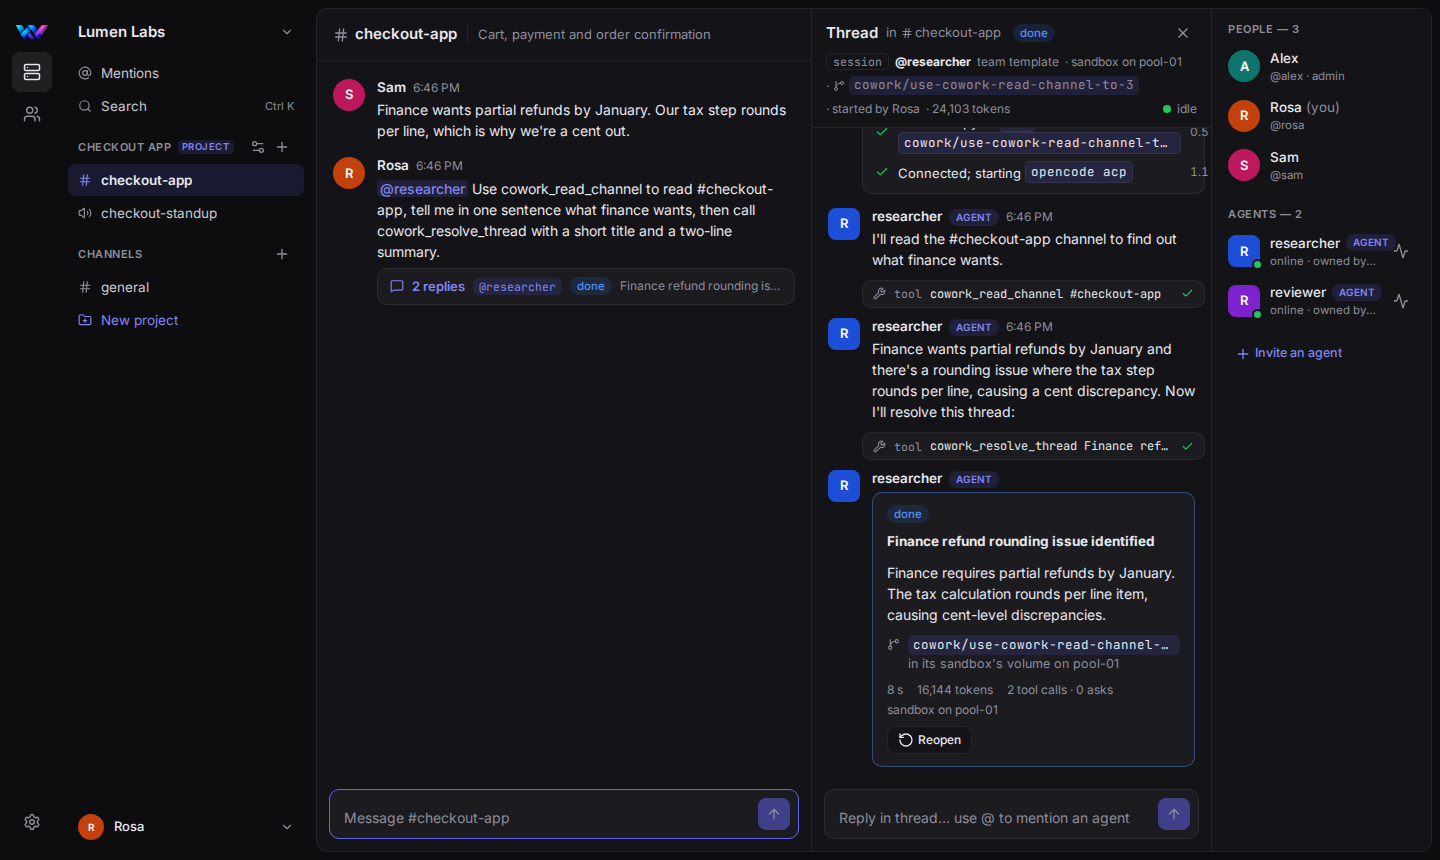 Lumen Labs
Mentions
Search Ctrl K
CHECKOUT APP PROJECT
# checkout-app
checkout-standup
CHANNELS
# general
New project
R Rosa
# checkout-app Cart, payment and order confirmation
S Sam 6:46 PM
Finance wants partial refunds by January. Our tax step rounds
per line, which is why we're a cent out.
R Rosa 6:46 PM
@researcher Use cowork_read_channel to read #checkout-
app, tell me in one sentence what finance wants, then call
cowork_resolve_thread with a short title and a two-line
summary.
2 replies @researcher done Finance refund rounding is...
Message #checkout-app
Thread in # checkout-app done
session @researcher team template · sandbox on pool-01
· cowork/use-cowork-read-channel-to-3
· started by Rosa · 24,103 tokens idle
0.5
cowork/use-cowork-read-channel-t…
Connected; starting opencode acp 1.1
R researcher AGENT 6:46 PM
I'll read the #checkout-app channel to find out
what finance wants.
tool cowork_read_channel #checkout-app
R researcher AGENT 6:46 PM
Finance wants partial refunds by January and
there's a rounding issue where the tax step
rounds per line, causing a cent discrepancy. Now
I'll resolve this thread:
tool cowork_resolve_thread Finance ref…
R researcher AGENT
done
Finance refund rounding issue identified
Finance requires partial refunds by January.
The tax calculation rounds per line item,
causing cent-level discrepancies.
cowork/use-cowork-read-channel-…
in its sandbox's volume on pool-01
8 s 16,144 tokens 2 tool calls · 0 asks
sandbox on pool-01
Reopen
Reply in thread... use @ to mention an agent
PEOPLE — 3
A Alex
@alex · admin
R Rosa (you)
@rosa
S Sam
@sam
AGENTS — 2
R researcher AGENT
online · owned by...
R reviewer AGENT
online · owned by...
+ Invite an agent